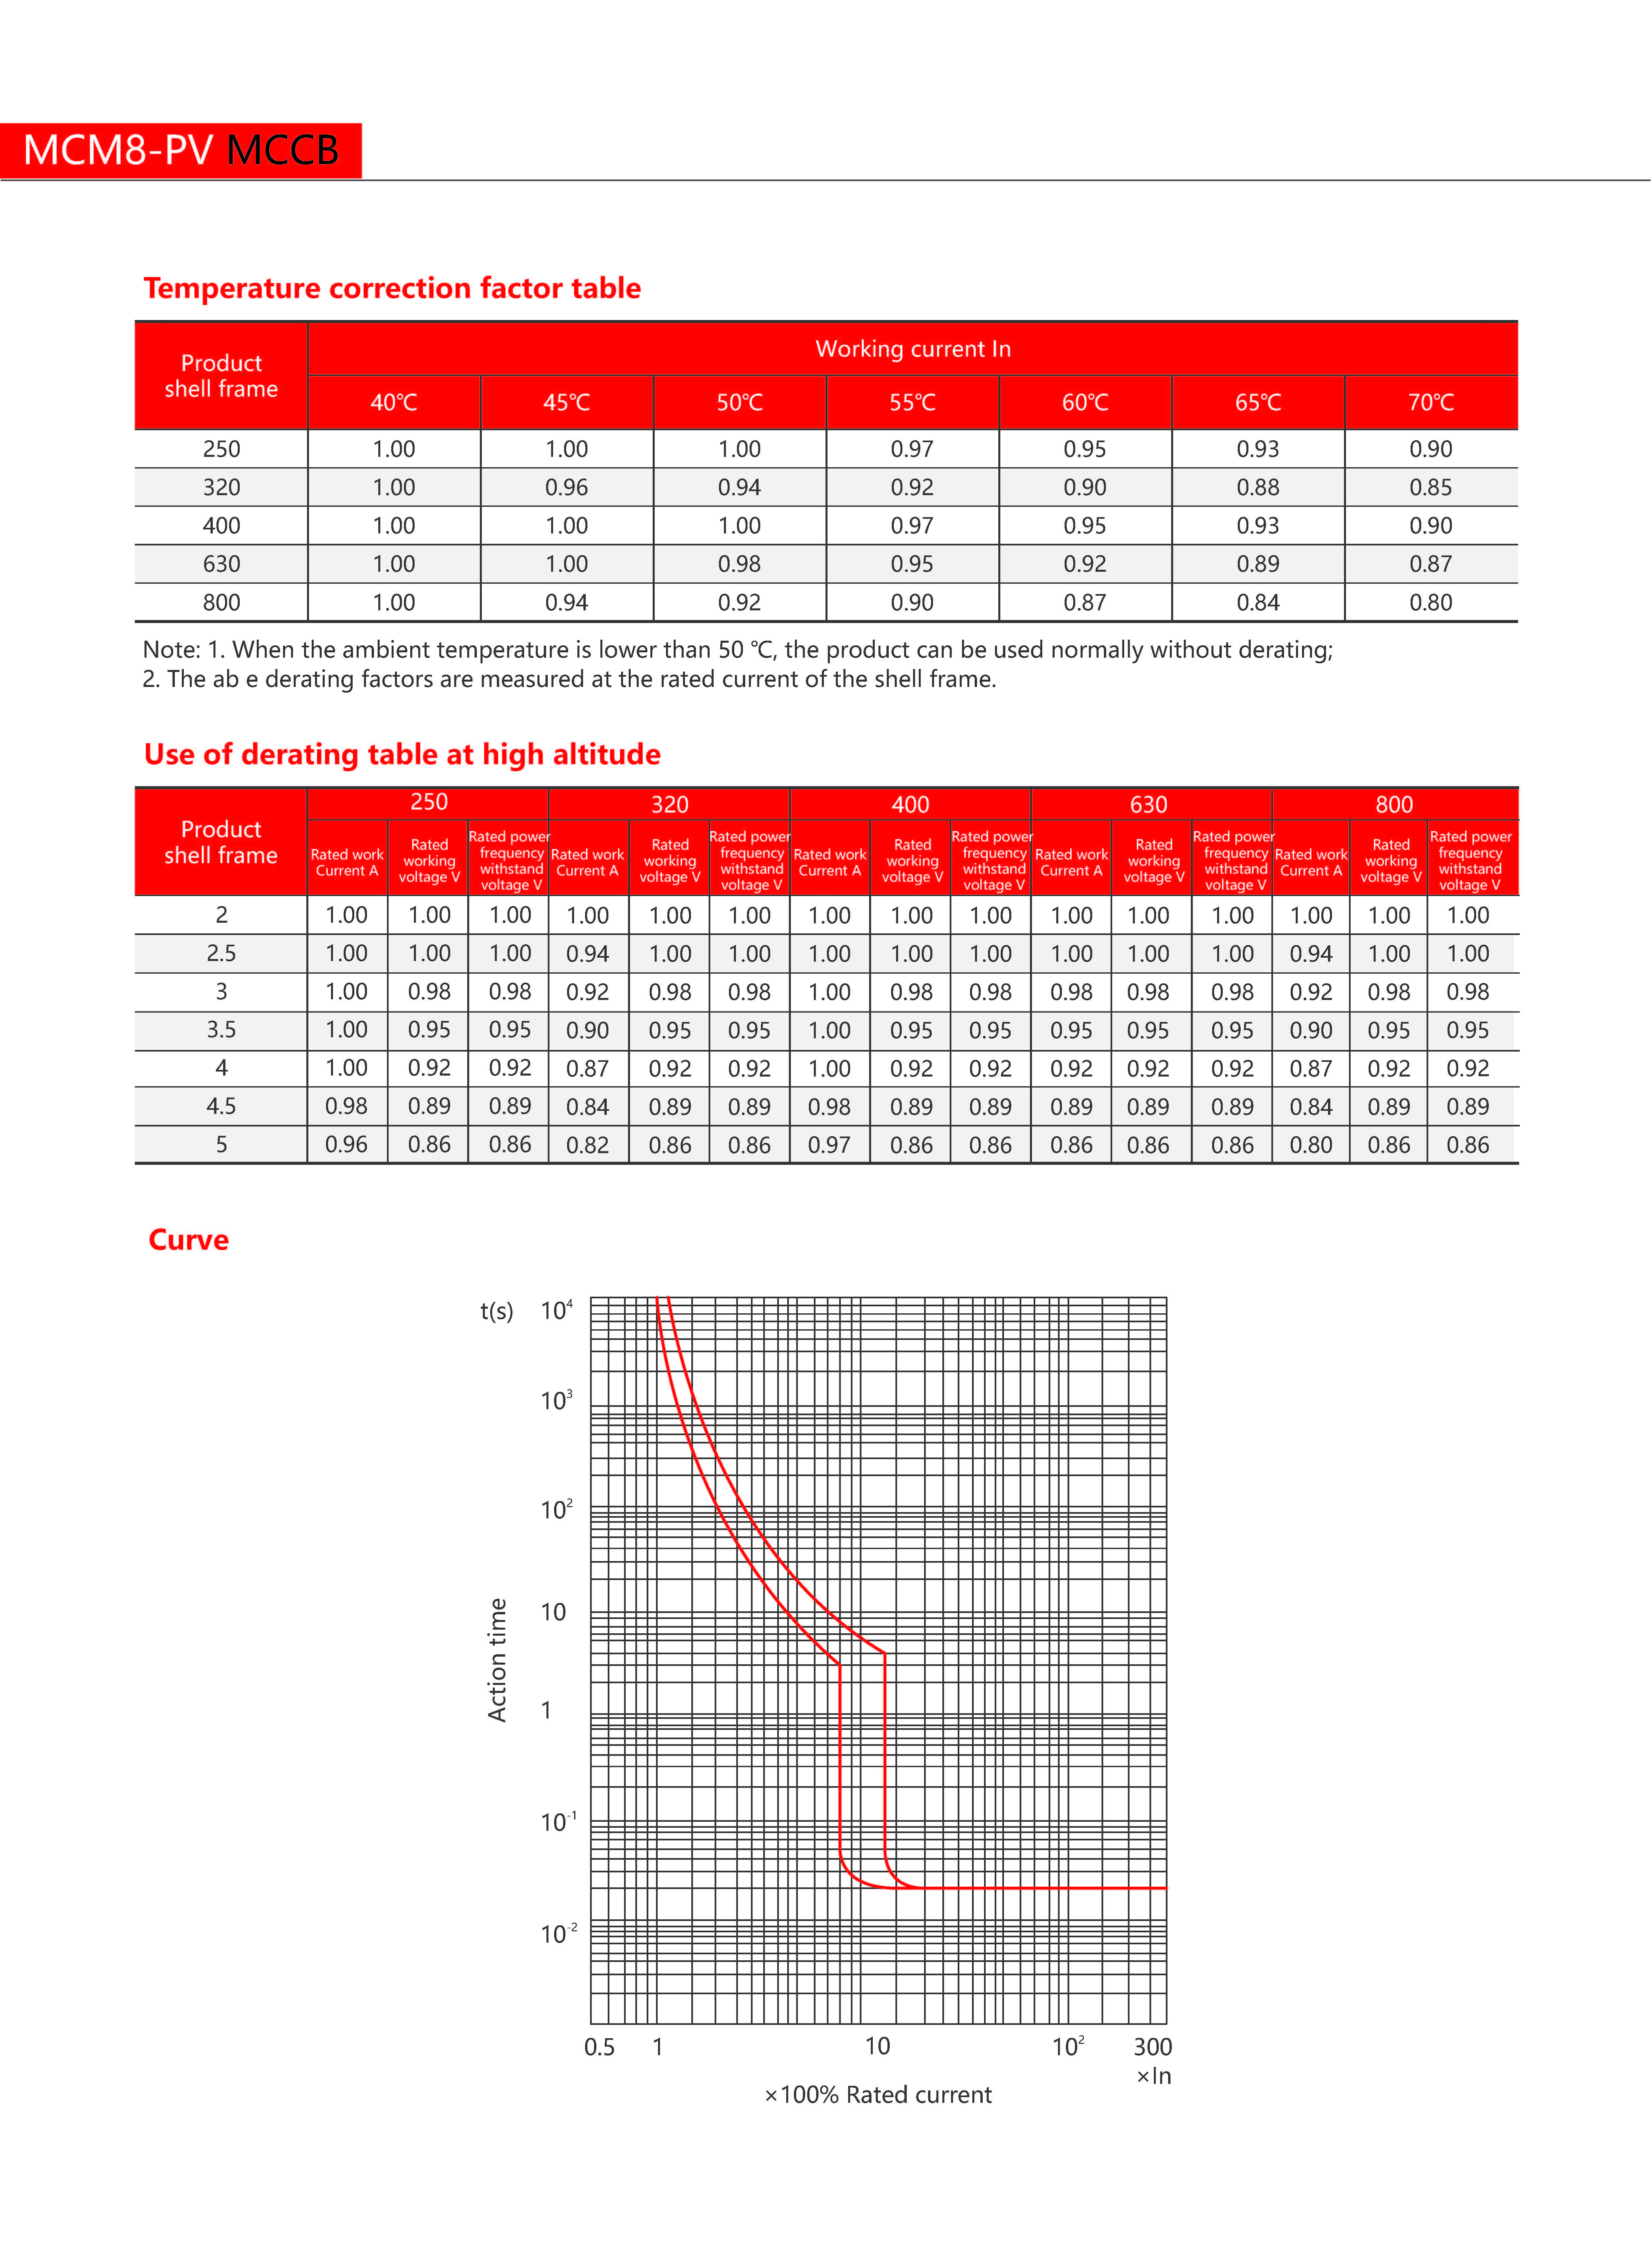 MCM8-PV MCCB
Temperature correction factor table
Product shell frame | Working current In
40℃ | 45℃ | 50℃ | 55℃ | 60℃ | 65℃ | 70℃
250 | 1.00 | 1.00 | 1.00 | 0.97 | 0.95 | 0.93 | 0.90
320 | 1.00 | 0.96 | 0.94 | 0.92 | 0.90 | 0.88 | 0.85
400 | 1.00 | 1.00 | 1.00 | 0.97 | 0.95 | 0.93 | 0.90
630 | 1.00 | 1.00 | 0.98 | 0.95 | 0.92 | 0.89 | 0.87
800 | 1.00 | 0.94 | 0.92 | 0.90 | 0.87 | 0.84 | 0.80
Note: 1. When the ambient temperature is lower than 50 ℃, the product can be used normally without derating;
2. The ab e derating factors are measured at the rated current of the shell frame.
Use of derating table at high altitude
Product shell frame | 250 | 320 | 400 | 630 | 800
Rated work Current A | Rated working voltage V | Rated power frequency withstand voltage V | Rated work Current A | Rated working voltage V | Rated power frequency withstand voltage V | Rated work Current A | Rated working voltage V | Rated power frequency withstand voltage V | Rated work Current A | Rated working voltage V | Rated power frequency withstand voltage V | Rated work Current A | Rated working voltage V | Rated power frequency withstand voltage V
2 | 1.00 | 1.00 | 1.00 | 1.00 | 1.00 | 1.00 | 1.00 | 1.00 | 1.00 | 1.00 | 1.00 | 1.00 | 1.00 | 1.00 | 1.00
2.5 | 1.00 | 1.00 | 1.00 | 0.94 | 1.00 | 1.00 | 1.00 | 1.00 | 1.00 | 1.00 | 1.00 | 1.00 | 0.94 | 1.00 | 1.00
3 | 1.00 | 0.98 | 0.98 | 0.92 | 0.98 | 0.98 | 1.00 | 0.98 | 0.98 | 0.98 | 0.98 | 0.98 | 0.92 | 0.98 | 0.98
3.5 | 1.00 | 0.95 | 0.95 | 0.90 | 0.95 | 0.95 | 1.00 | 0.95 | 0.95 | 0.95 | 0.95 | 0.95 | 0.90 | 0.95 | 0.95
4 | 1.00 | 0.92 | 0.92 | 0.87 | 0.92 | 0.92 | 1.00 | 0.92 | 0.92 | 0.92 | 0.92 | 0.92 | 0.87 | 0.92 | 0.92
4.5 | 0.98 | 0.89 | 0.89 | 0.84 | 0.89 | 0.89 | 0.98 | 0.89 | 0.89 | 0.89 | 0.89 | 0.89 | 0.84 | 0.89 | 0.89
5 | 0.96 | 0.86 | 0.86 | 0.82 | 0.86 | 0.86 | 0.97 | 0.86 | 0.86 | 0.86 | 0.86 | 0.86 | 0.80 | 0.86 | 0.86
Curve
t(s) 10⁴
10³
10²
10
Action time
1
10⁻¹
10⁻²
0.5 1 10 10² 300
×In
×100% Rated current